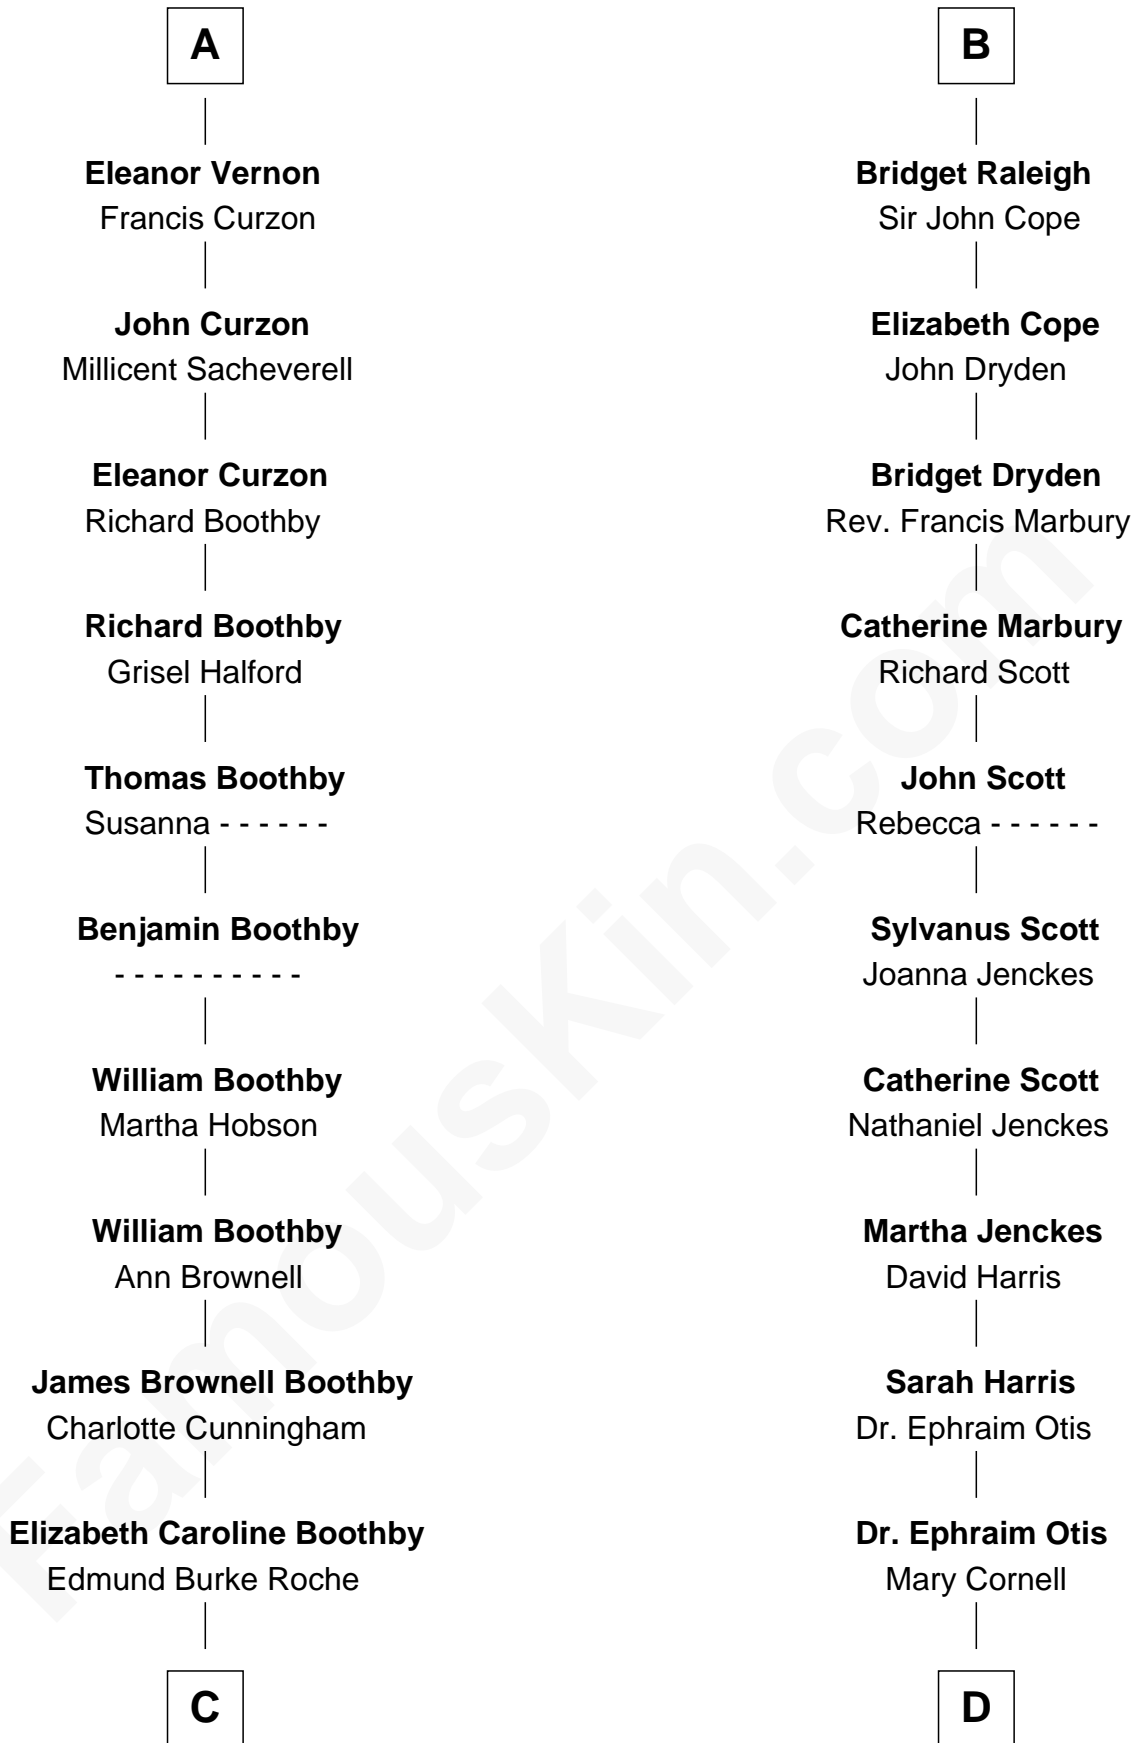 A
Eleanor Vernon
Francis Curzon
John Curzon
Millicent Sacheverell
Eleanor Curzon
Richard Boothby
Richard Boothby
Grisel Halford
Thomas Boothby
Susanna - - - - - -
Benjamin Boothby
- - - - - - - - - -
William Boothby
Martha Hobson
William Boothby
Ann Brownell
James Brownell Boothby
Charlotte Cunningham
Elizabeth Caroline Boothby
Edmund Burke Roche
C
B
Bridget Raleigh
Sir John Cope
Elizabeth Cope
John Dryden
Bridget Dryden
Rev. Francis Marbury
Catherine Marbury
Richard Scott
John Scott
Rebecca - - - - - -
Sylvanus Scott
Joanna Jenckes
Catherine Scott
Nathaniel Jenckes
Martha Jenckes
David Harris
Sarah Harris
Dr. Ephraim Otis
Dr. Ephraim Otis
Mary Cornell
D
FamousKin.com